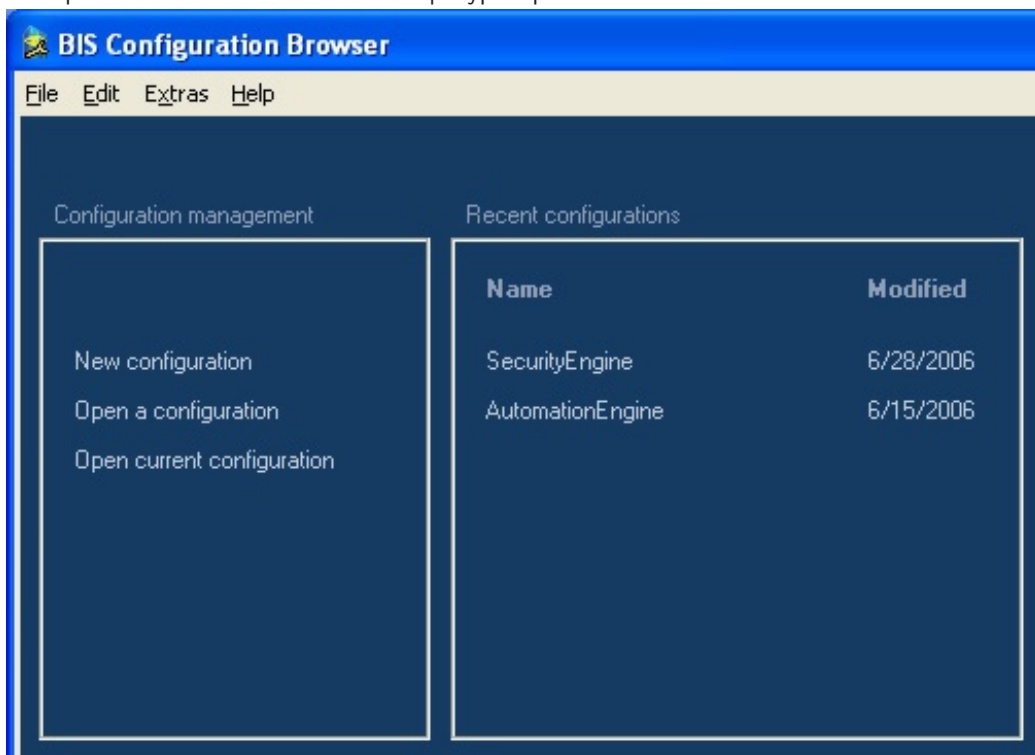 BIS Configuration Browser
File Edit Extras Help
Configuration management
New configuration
Open a configuration
Open current configuration
Recent configurations
Name Modified
SecurityEngine 6/28/2006
AutomationEngine 6/15/2006